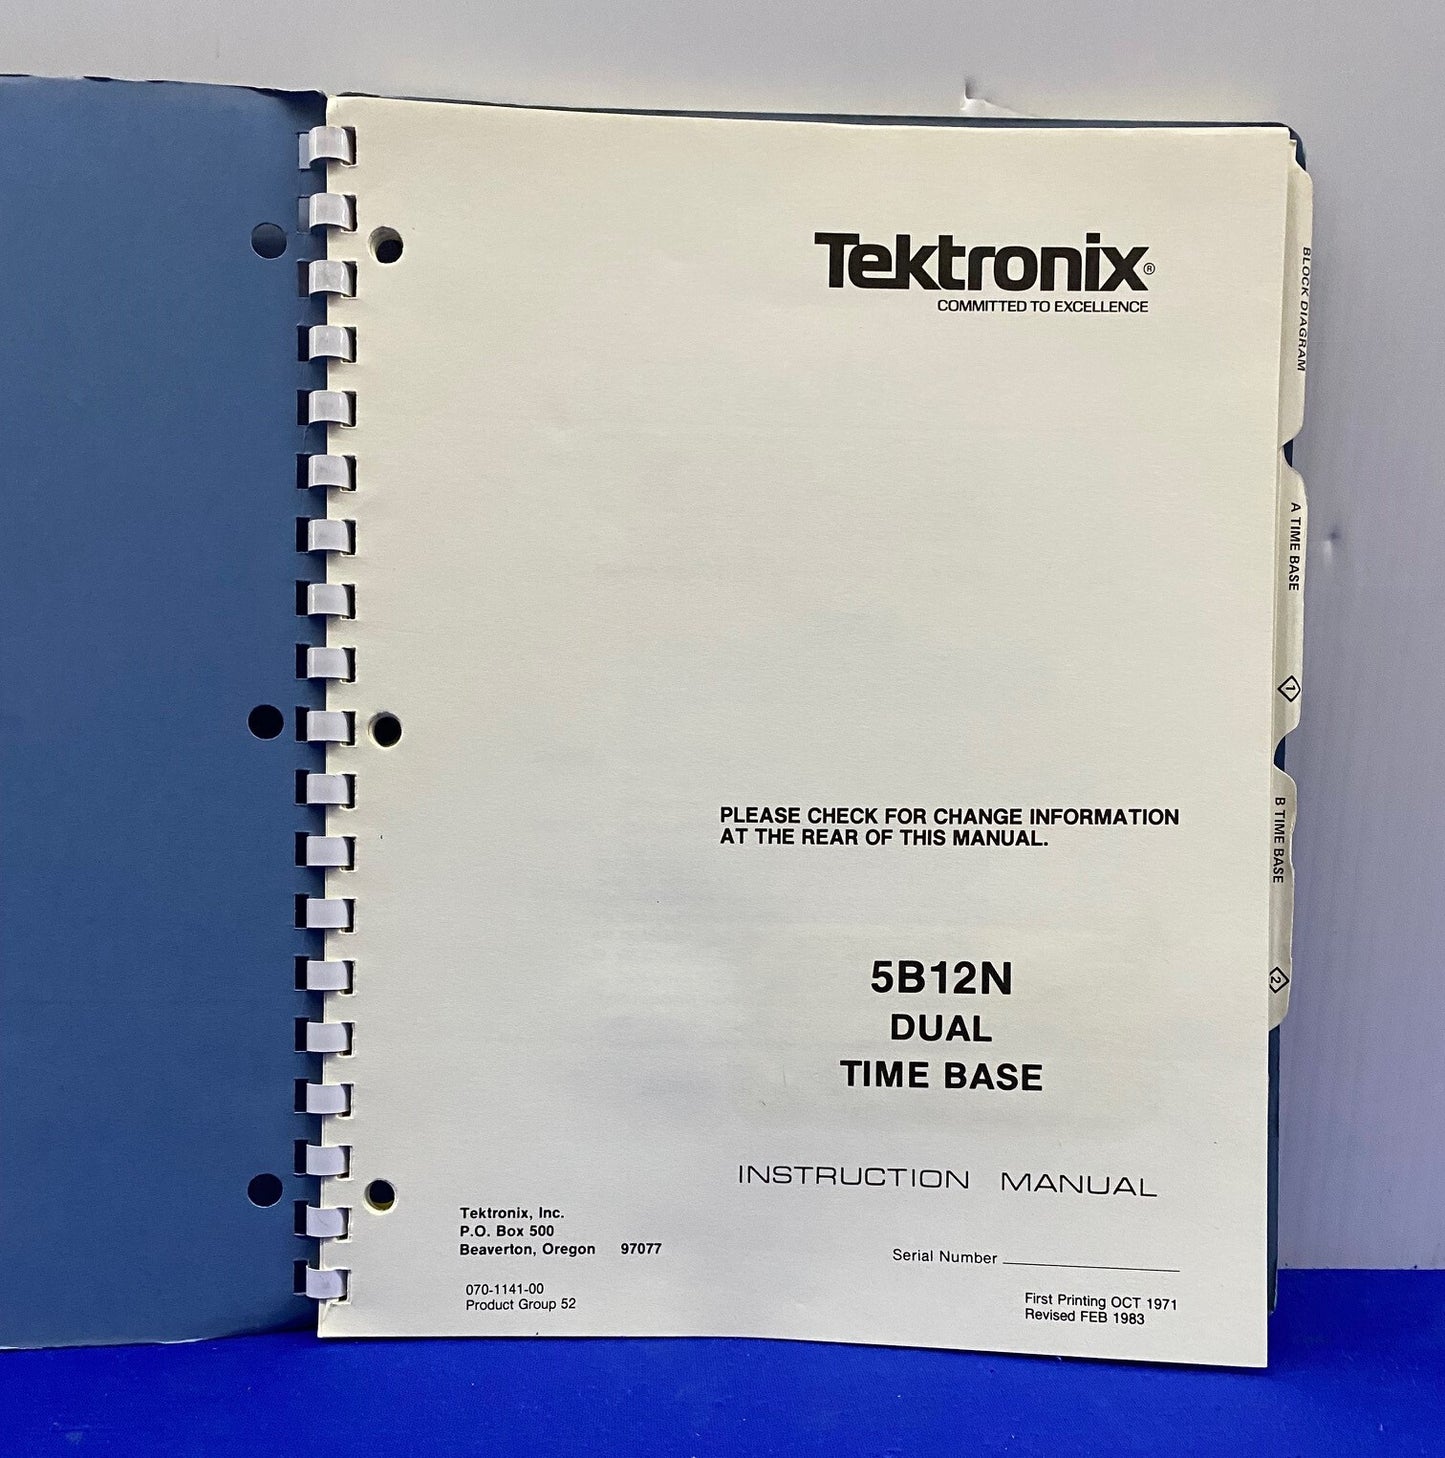 Tektronix®
COMMITTED TO EXCELLENCE
PLEASE CHECK FOR CHANGE INFORMATION
AT THE REAR OF THIS MANUAL.
5B12N
DUAL
TIME BASE
INSTRUCTION MANUAL
Tektronix, Inc.
P.O. Box 500
Beaverton, Oregon 97077
070-1141-00
Product Group 52
Serial Number
First Printing OCT 1971
Revised FEB 1983
BLOCK DIAGRAM
A TIME BASE
1
B TIME BASE
2